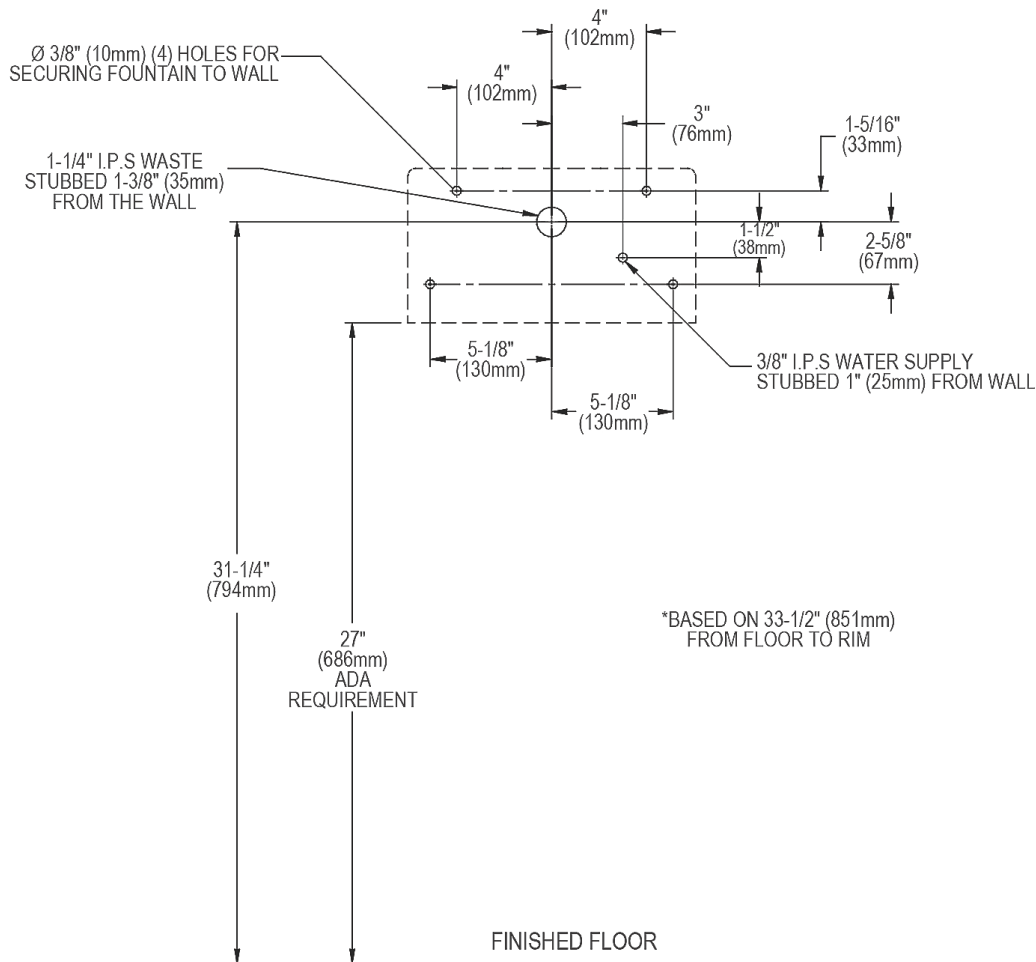 4"
(102mm)
Ø 3/8" (10mm) (4) HOLES FOR
SECURING FOUNTAIN TO WALL
4"
(102mm)
3"
(76mm)
1-5/16"
(33mm)
1-1/4" I.P.S WASTE
STUBBED 1-3/8" (35mm)
FROM THE WALL
1-1/2"
(38mm)
2-5/8"
(67mm)
5-1/8"
(130mm)
3/8" I.P.S WATER SUPPLY
STUBBED 1" (25mm) FROM WALL
5-1/8"
(130mm)
31-1/4"
(794mm)
*BASED ON 33-1/2" (851mm)
FROM FLOOR TO RIM
27"
(686mm)
ADA
REQUIREMENT
FINISHED FLOOR